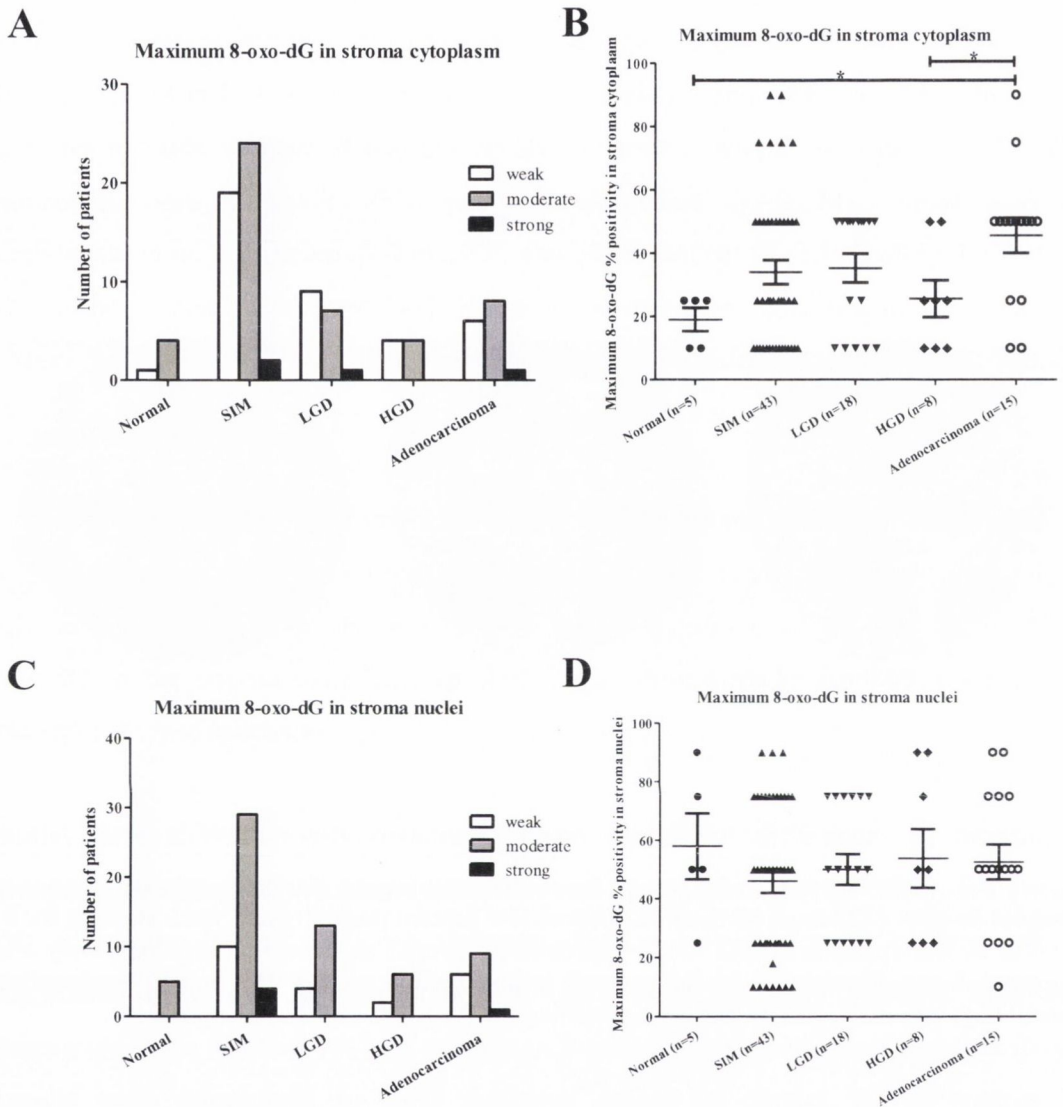 A
Maximum 8-oxo-dG in stroma cytoplasm
Number of patients
30
20
10
0
weak
moderate
strong
Normal
SIM
LGD
HGD
Adenocarcinoma
B
Maximum 8-oxo-dG in stroma cytoplasm
Maximum 8-oxo-dG % positivity in stroma cytoplaam
100
80
60
40
20
0
*
*
Normal (n=5)
SIM (n=43)
LGD (n=18)
HGD (n=8)
Adenocarcinoma (n=15)
C
Maximum 8-oxo-dG in stroma nuclei
Number of patients
40
30
20
10
0
weak
moderate
strong
Normal
SIM
LGD
HGD
Adenocarcinoma
D
Maximum 8-oxo-dG in stroma nuclei
Maximum 8-oxo-dG % positivity in stroma nuclei
100
80
60
40
20
0
Normal (n=5)
SIM (n=43)
LGD (n=18)
HGD (n=8)
Adenocarcinoma (n=15)